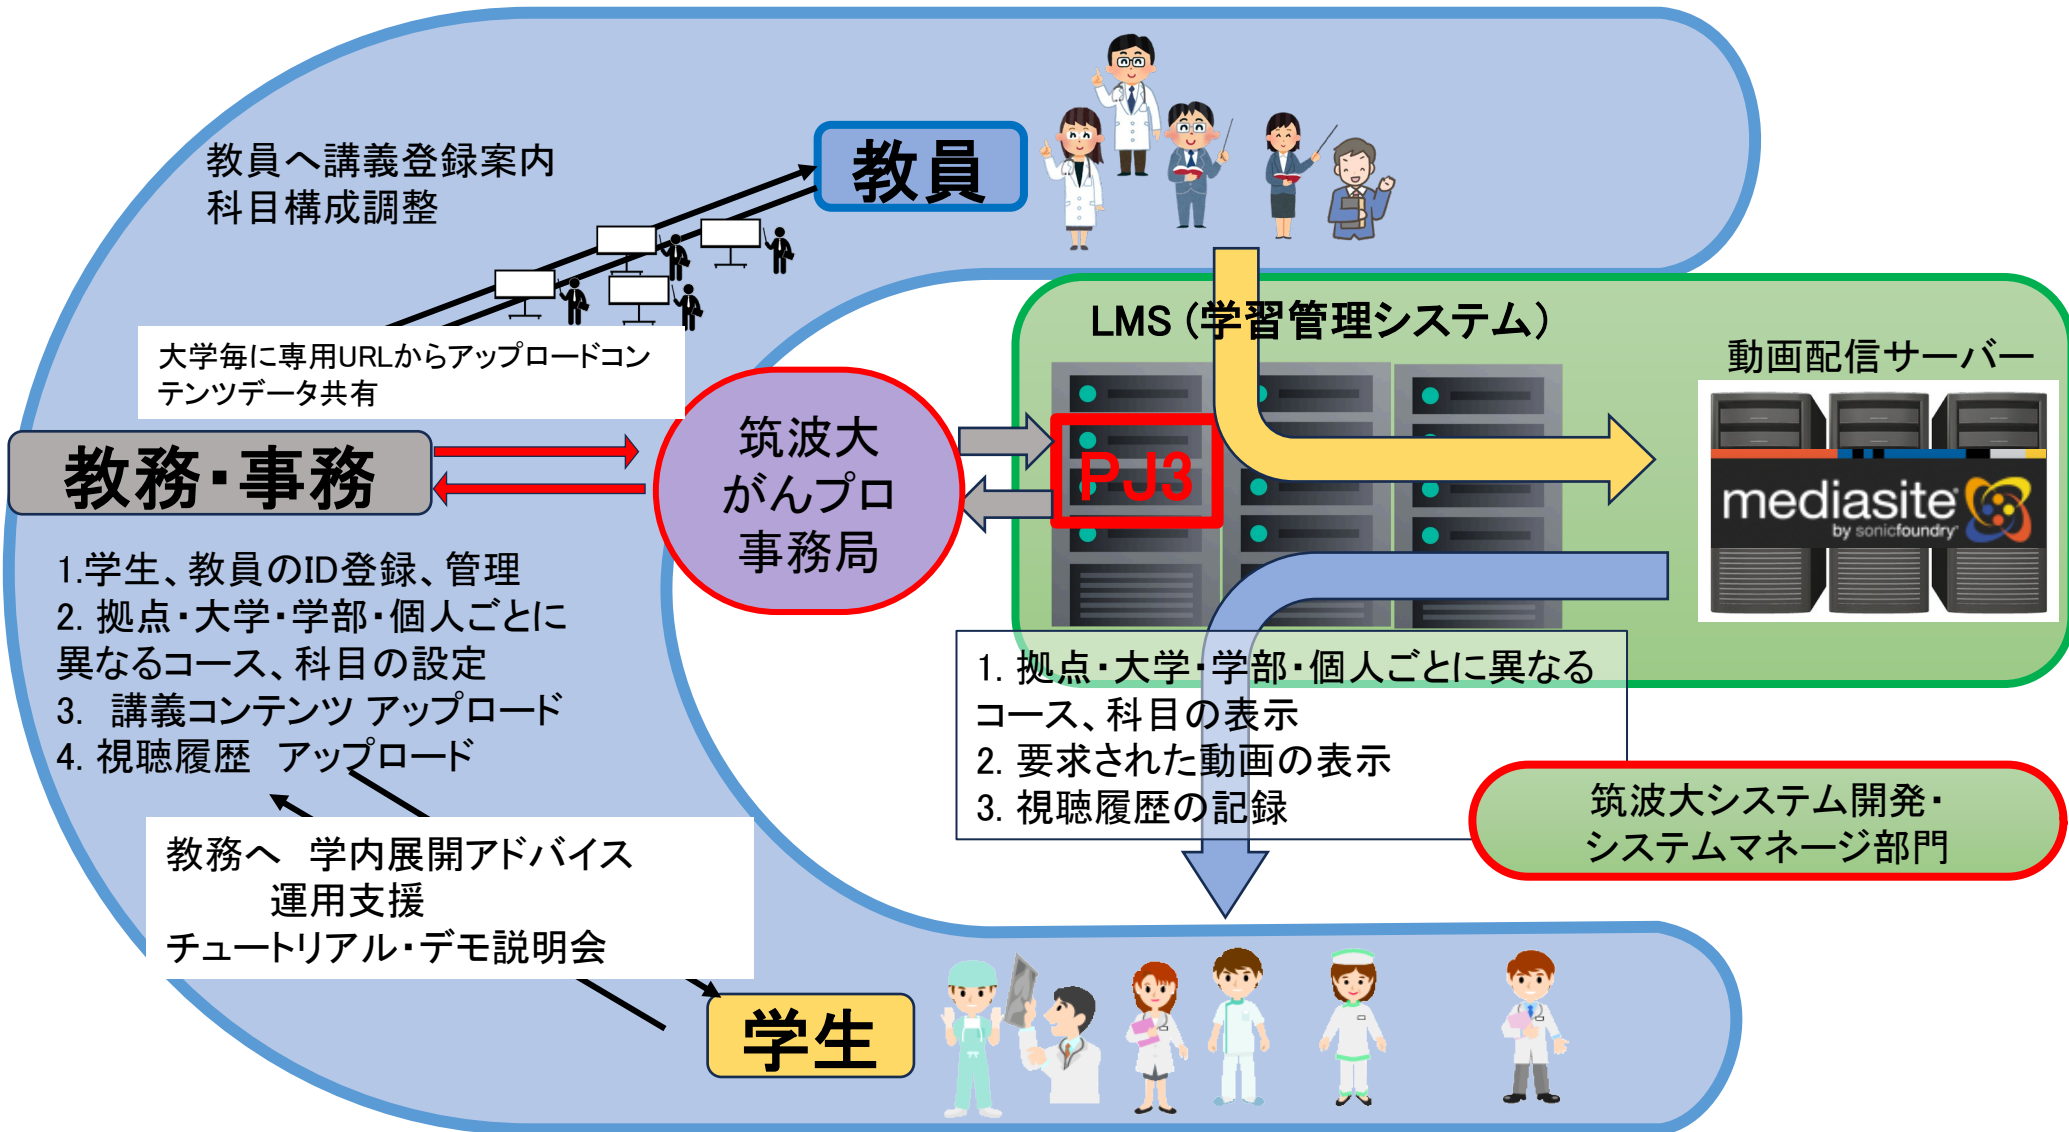 教員へ講義登録案内
科目構成調整
教員
大学毎に専用URLからアップロードコン
テンツデータ共有
教務・事務
1.学生、教員のID登録、管理
2. 拠点・大学・学部・個人ごとに
異なるコース、科目の設定
3. 講義コンテンツ アップロード
4. 視聴履歴　アップロード
教務へ　学内展開アドバイス
運用支援
チュートリアル・デモ説明会
学生
筑波大
がんプロ
事務局
LMS (学習管理システム)
PJ3
動画配信サーバー
mediasite
by sonicfoundry
1. 拠点・大学・学部・個人ごとに異なる
コース、科目の表示
2. 要求された動画の表示
3. 視聴履歴の記録
筑波大システム開発・
システムマネージ部門